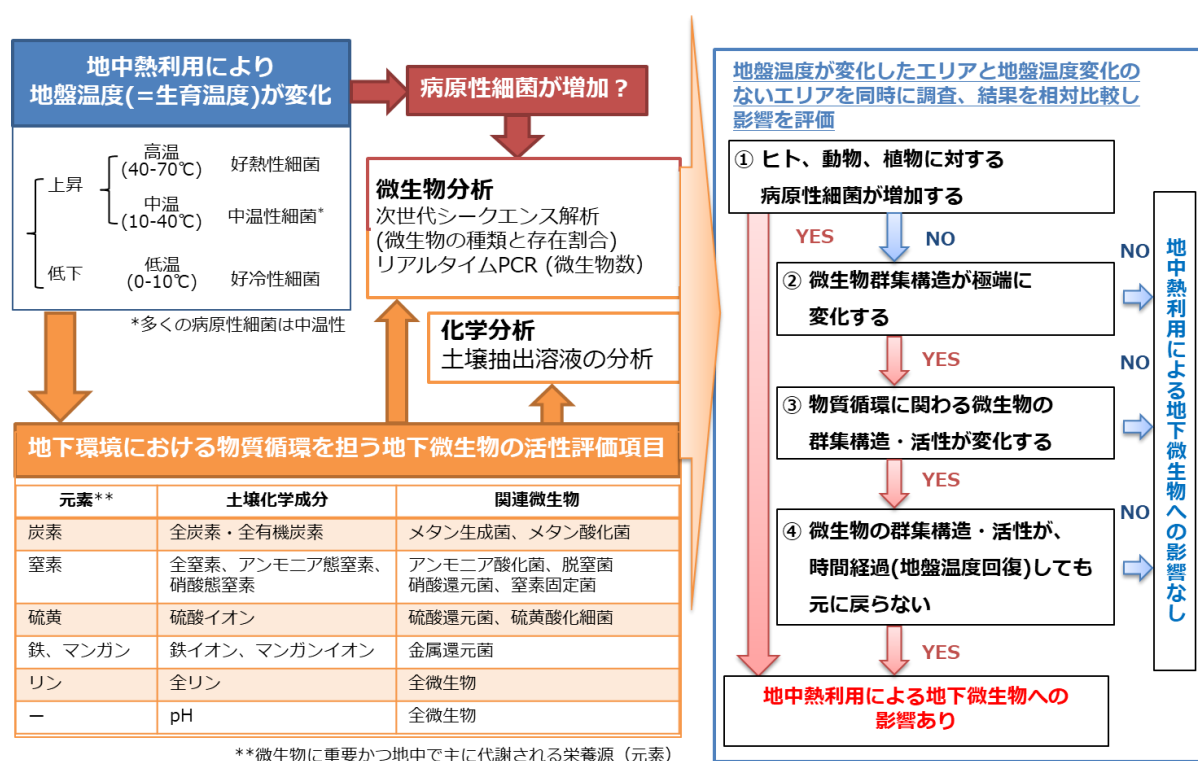 地中熱利用により
地盤温度(=生育温度)が変化
上昇
高温
(40-70℃)
好熱性細菌
中温
(10-40℃)
中温性細菌*
低下
低温
(0-10℃)
好冷性細菌
*多くの病原性細菌は中温性
病原性細菌が増加？
微生物分析
次世代シークエンス解析
(微生物の種類と存在割合)
リアルタイムPCR (微生物数）
化学分析
土壌抽出溶液の分析
地下環境における物質循環を担う地下微生物の活性評価項目
元素** 土壌化学成分 関連微生物
炭素 全炭素・全有機炭素 メタン生成菌、メタン酸化菌
窒素 全窒素、アンモニア態窒素、 アンモニア酸化菌、脱窒菌
硝酸態窒素 硝酸還元菌、窒素固定菌
硫黄 硫酸イオン 硫酸還元菌、硫黄酸化細菌
鉄、マンガン 鉄イオン、マンガンイオン 金属還元菌
リン 全リン 全微生物
ー pH 全微生物
**微生物に重要かつ地中で主に代謝される栄養源（元素）
地盤温度が変化したエリアと地盤温度変化の
ないエリアを同時に調査、結果を相対比較し
影響を評価
① ヒト、動物、植物に対する
病原性細菌が増加する
YES
NO
② 微生物群集構造が極端に
変化する
NO
YES
③ 物質循環に関わる微生物の
群集構造・活性が変化する
NO
YES
④ 微生物の群集構造・活性が、
時間経過(地盤温度回復)しても
元に戻らない
NO
YES
地中熱利用による地下微生物への影響なし
地中熱利用による地下微生物への
影響あり